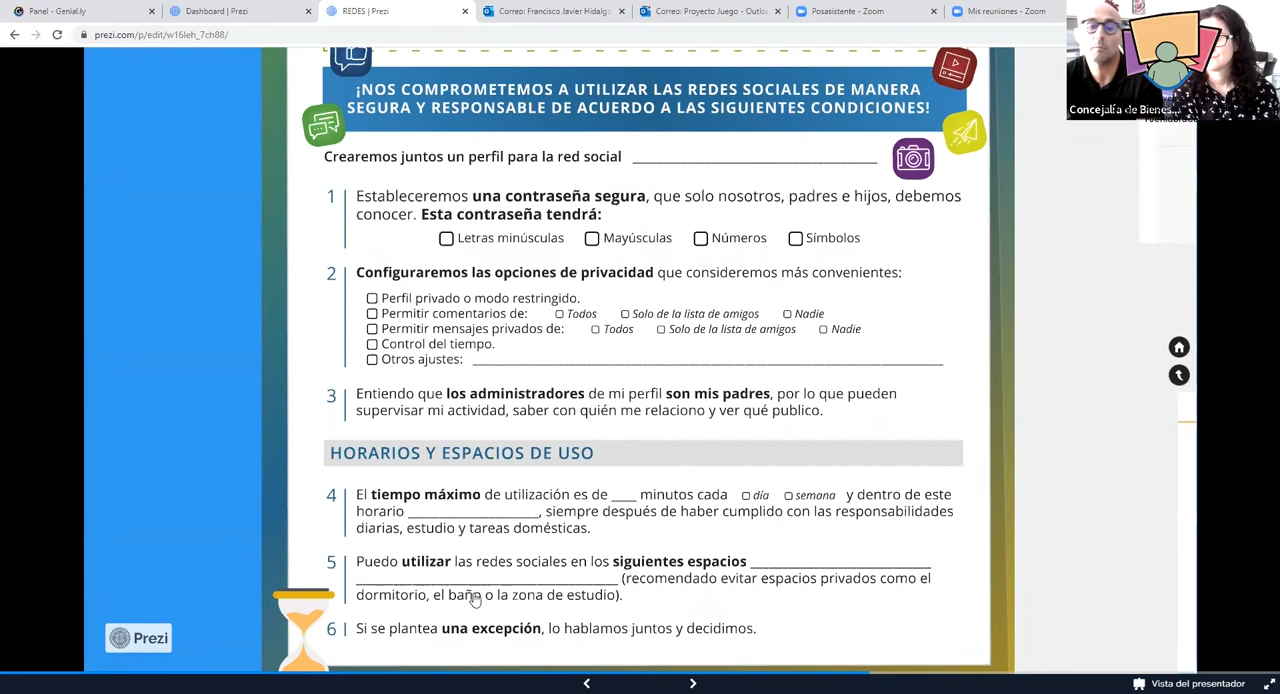 Panel - Genial.ly
Dashboard | Prezi
REDES | Prezi
Correo: Francisco Javier Hidalgo
Correo: Proyecto Juego - Outloo
Posasistente - Zoom
Mis reuniones - Zoom
prezi.com/p/edit/w16leh_7ch88/
Concejalía de Bienes...
¡NOS COMPROMETEMOS A UTILIZAR LAS REDES SOCIALES DE MANERA
SEGURA Y RESPONSABLE DE ACUERDO A LAS SIGUIENTES CONDICIONES!
Crearemos juntos un perfil para la red social ___________________________________
1 Estableceremos una contraseña segura, que solo nosotros, padres e hijos, debemos
conocer. Esta contraseña tendrá:
Letras minúsculas Mayúsculas Números Símbolos
2 Configuraremos las opciones de privacidad que consideremos más convenientes:
Perfil privado o modo restringido.
Permitir comentarios de: Todos Solo de la lista de amigos Nadie
Permitir mensajes privados de: Todos Solo de la lista de amigos Nadie
Control del tiempo.
Otros ajustes: ___________________________________
3 Entiendo que los administradores de mi perfil son mis padres, por lo que pueden
supervisar mi actividad, saber con quién me relaciono y ver qué publico.
HORARIOS Y ESPACIOS DE USO
4 El tiempo máximo de utilización es de ____ minutos cada día semana y dentro de este
horario ____________________, siempre después de haber cumplido con las responsabilidades
diarias, estudio y tareas domésticas.
5 Puedo utilizar las redes sociales en los siguientes espacios ____________________________
________________________________________ (recomendado evitar espacios privados como el
dormitorio, el baño o la zona de estudio).
6 Si se plantea una excepción, lo hablamos juntos y decidimos.
Prezi
Vista del presentador